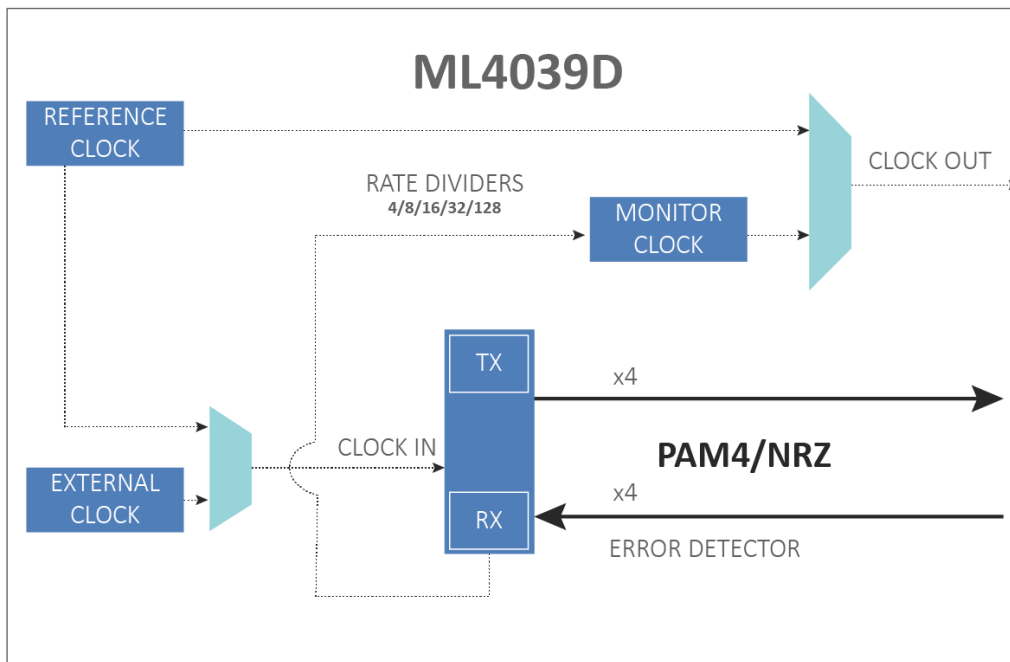 ML4039D
REFERENCE
CLOCK
CLOCK OUT
RATE DIVIDERS
4/8/16/32/128
MONITOR
CLOCK
TX
x4
CLOCK IN
PAM4/NRZ
EXTERNAL
CLOCK
x4
RX
ERROR DETECTOR